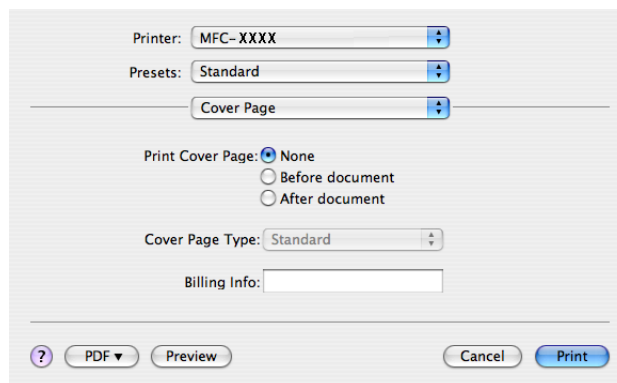 Printer: MFC-XXXX
Presets: Standard
Cover Page
Print Cover Page: None
Before document
After document
Cover Page Type: Standard
Billing Info:
? PDF▼ Preview Cancel Print